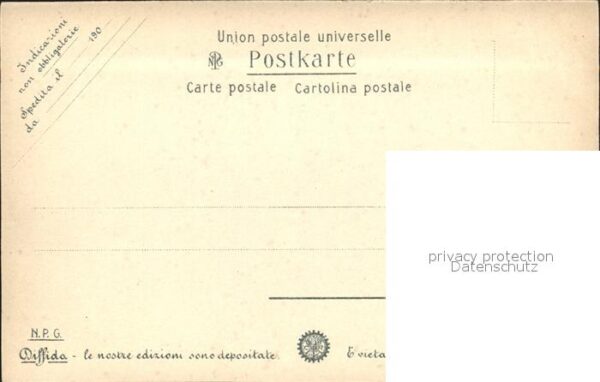 Indicazioni
non obbligatorie
Spedita il 190
da
Union postale universelle
Postkarte
Carte postale Cartolina postale
privacy protection
Datenschutz
N. P. G.
Diffida - le nostre edizioni sono depositate. E vieta